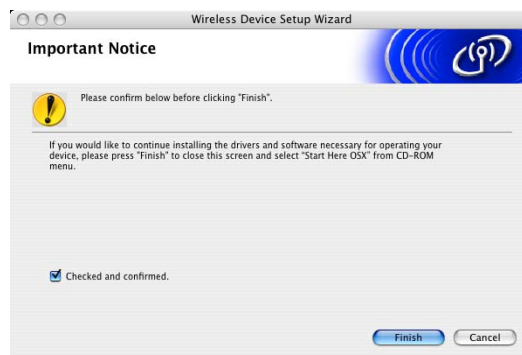 Wireless Device Setup Wizard
Important Notice
Please confirm below before clicking "Finish".
If you would like to continue installing the drivers and software necessary for operating your
device, please press "Finish" to close this screen and select "Start Here OSX" from CD-ROM
menu.
Checked and confirmed.
Finish
Cancel